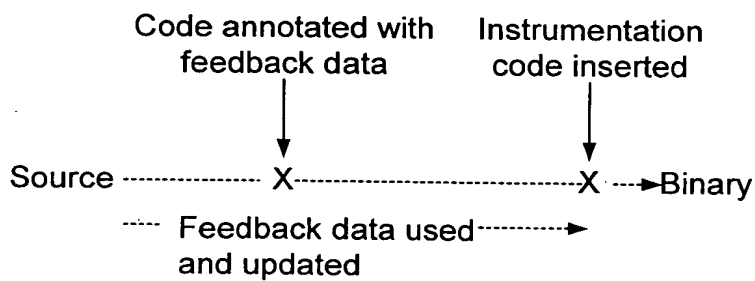 Code annotated with
feedback data
Instrumentation
code inserted
Source X X Binary
Feedback data used
and updated